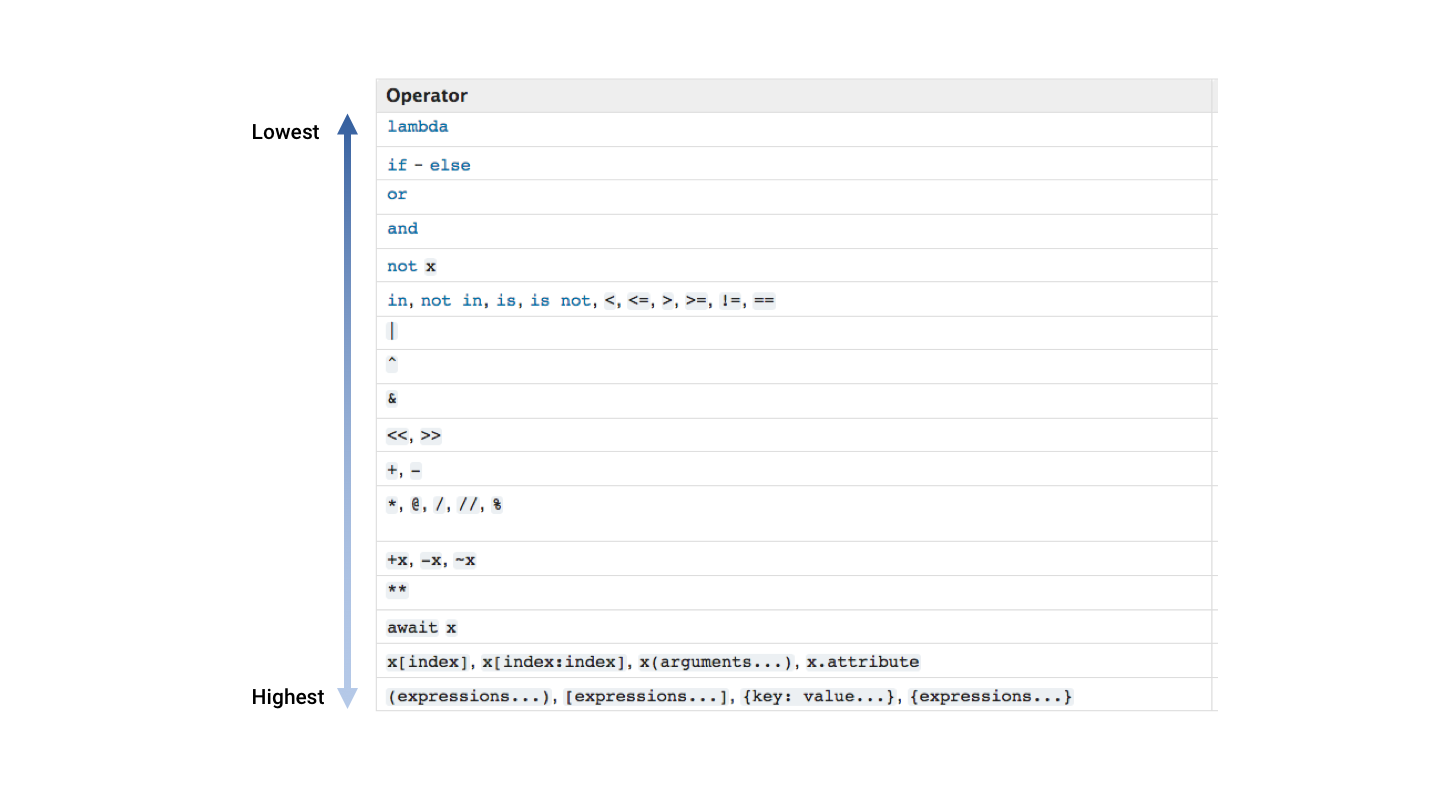 Operator
Lowest
lambda
if – else
or
and
not x
in, not in, is, is not, <, <=, >, >=, !=, ==
|
^
&
<<, >>
+, -
*, @, /, //, %
+x, -x, ~x
**
await x
x[index], x[index:index], x(arguments...), x.attribute
Highest
(expressions...), [expressions...], {key: value...}, {expressions...}